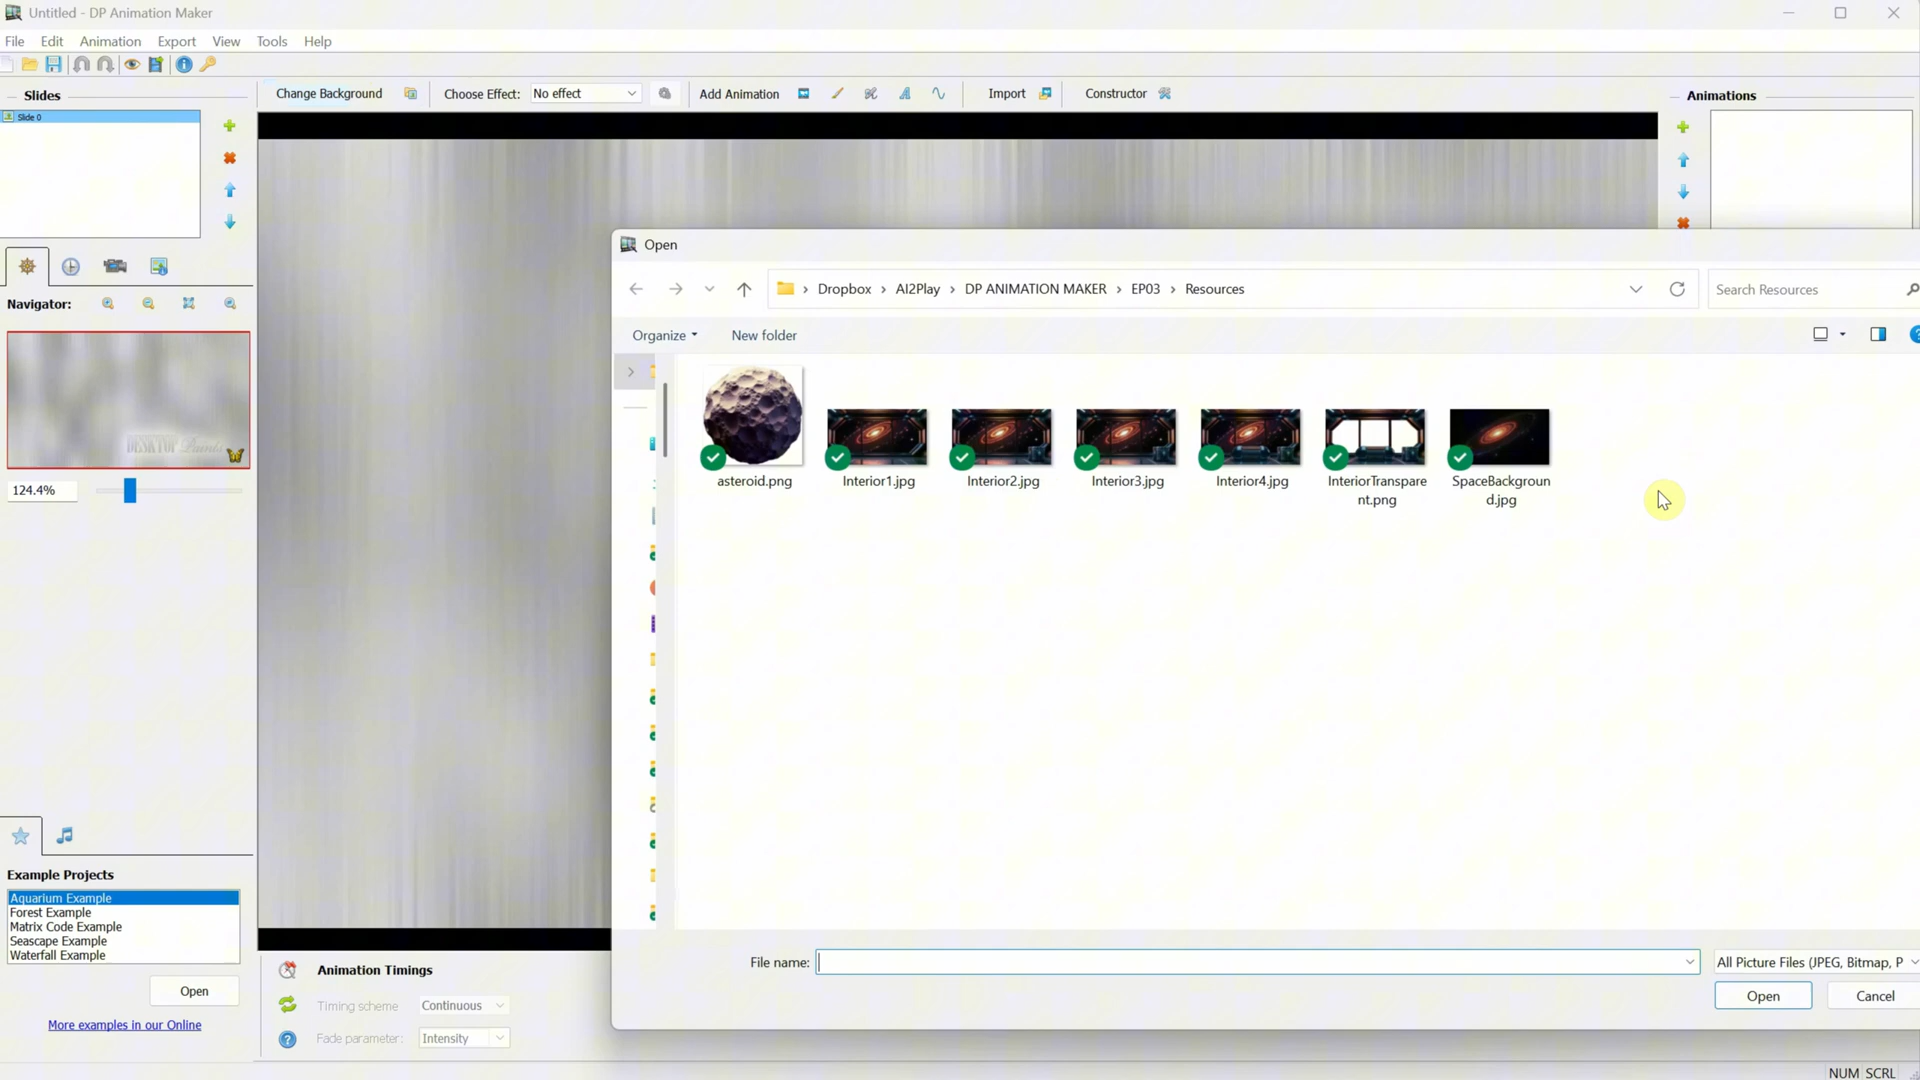 Untitled - DP Animation Maker
File Edit Animation Export View Tools Help
Slides
Slide 0
Change Background
Choose Effect: No effect
Add Animation
Import
Constructor
Animations
Navigator:
DESKTOP Paints
124.4%
Open
Dropbox › AI2Play › DP ANIMATION MAKER › EP03 › Resources
Search Resources
Organize
New folder
asteroid.png
Interior1.jpg
Interior2.jpg
Interior3.jpg
Interior4.jpg
InteriorTranspare
nt.png
SpaceBackgroun
d.jpg
File name:
All Picture Files (JPEG, Bitmap, P
Open
Cancel
Example Projects
Aquarium Example
Forest Example
Matrix Code Example
Seascape Example
Waterfall Example
Open
More examples in our Online
Animation Timings
Timing scheme Continuous
Fade parameter: Intensity
NUM SCRL